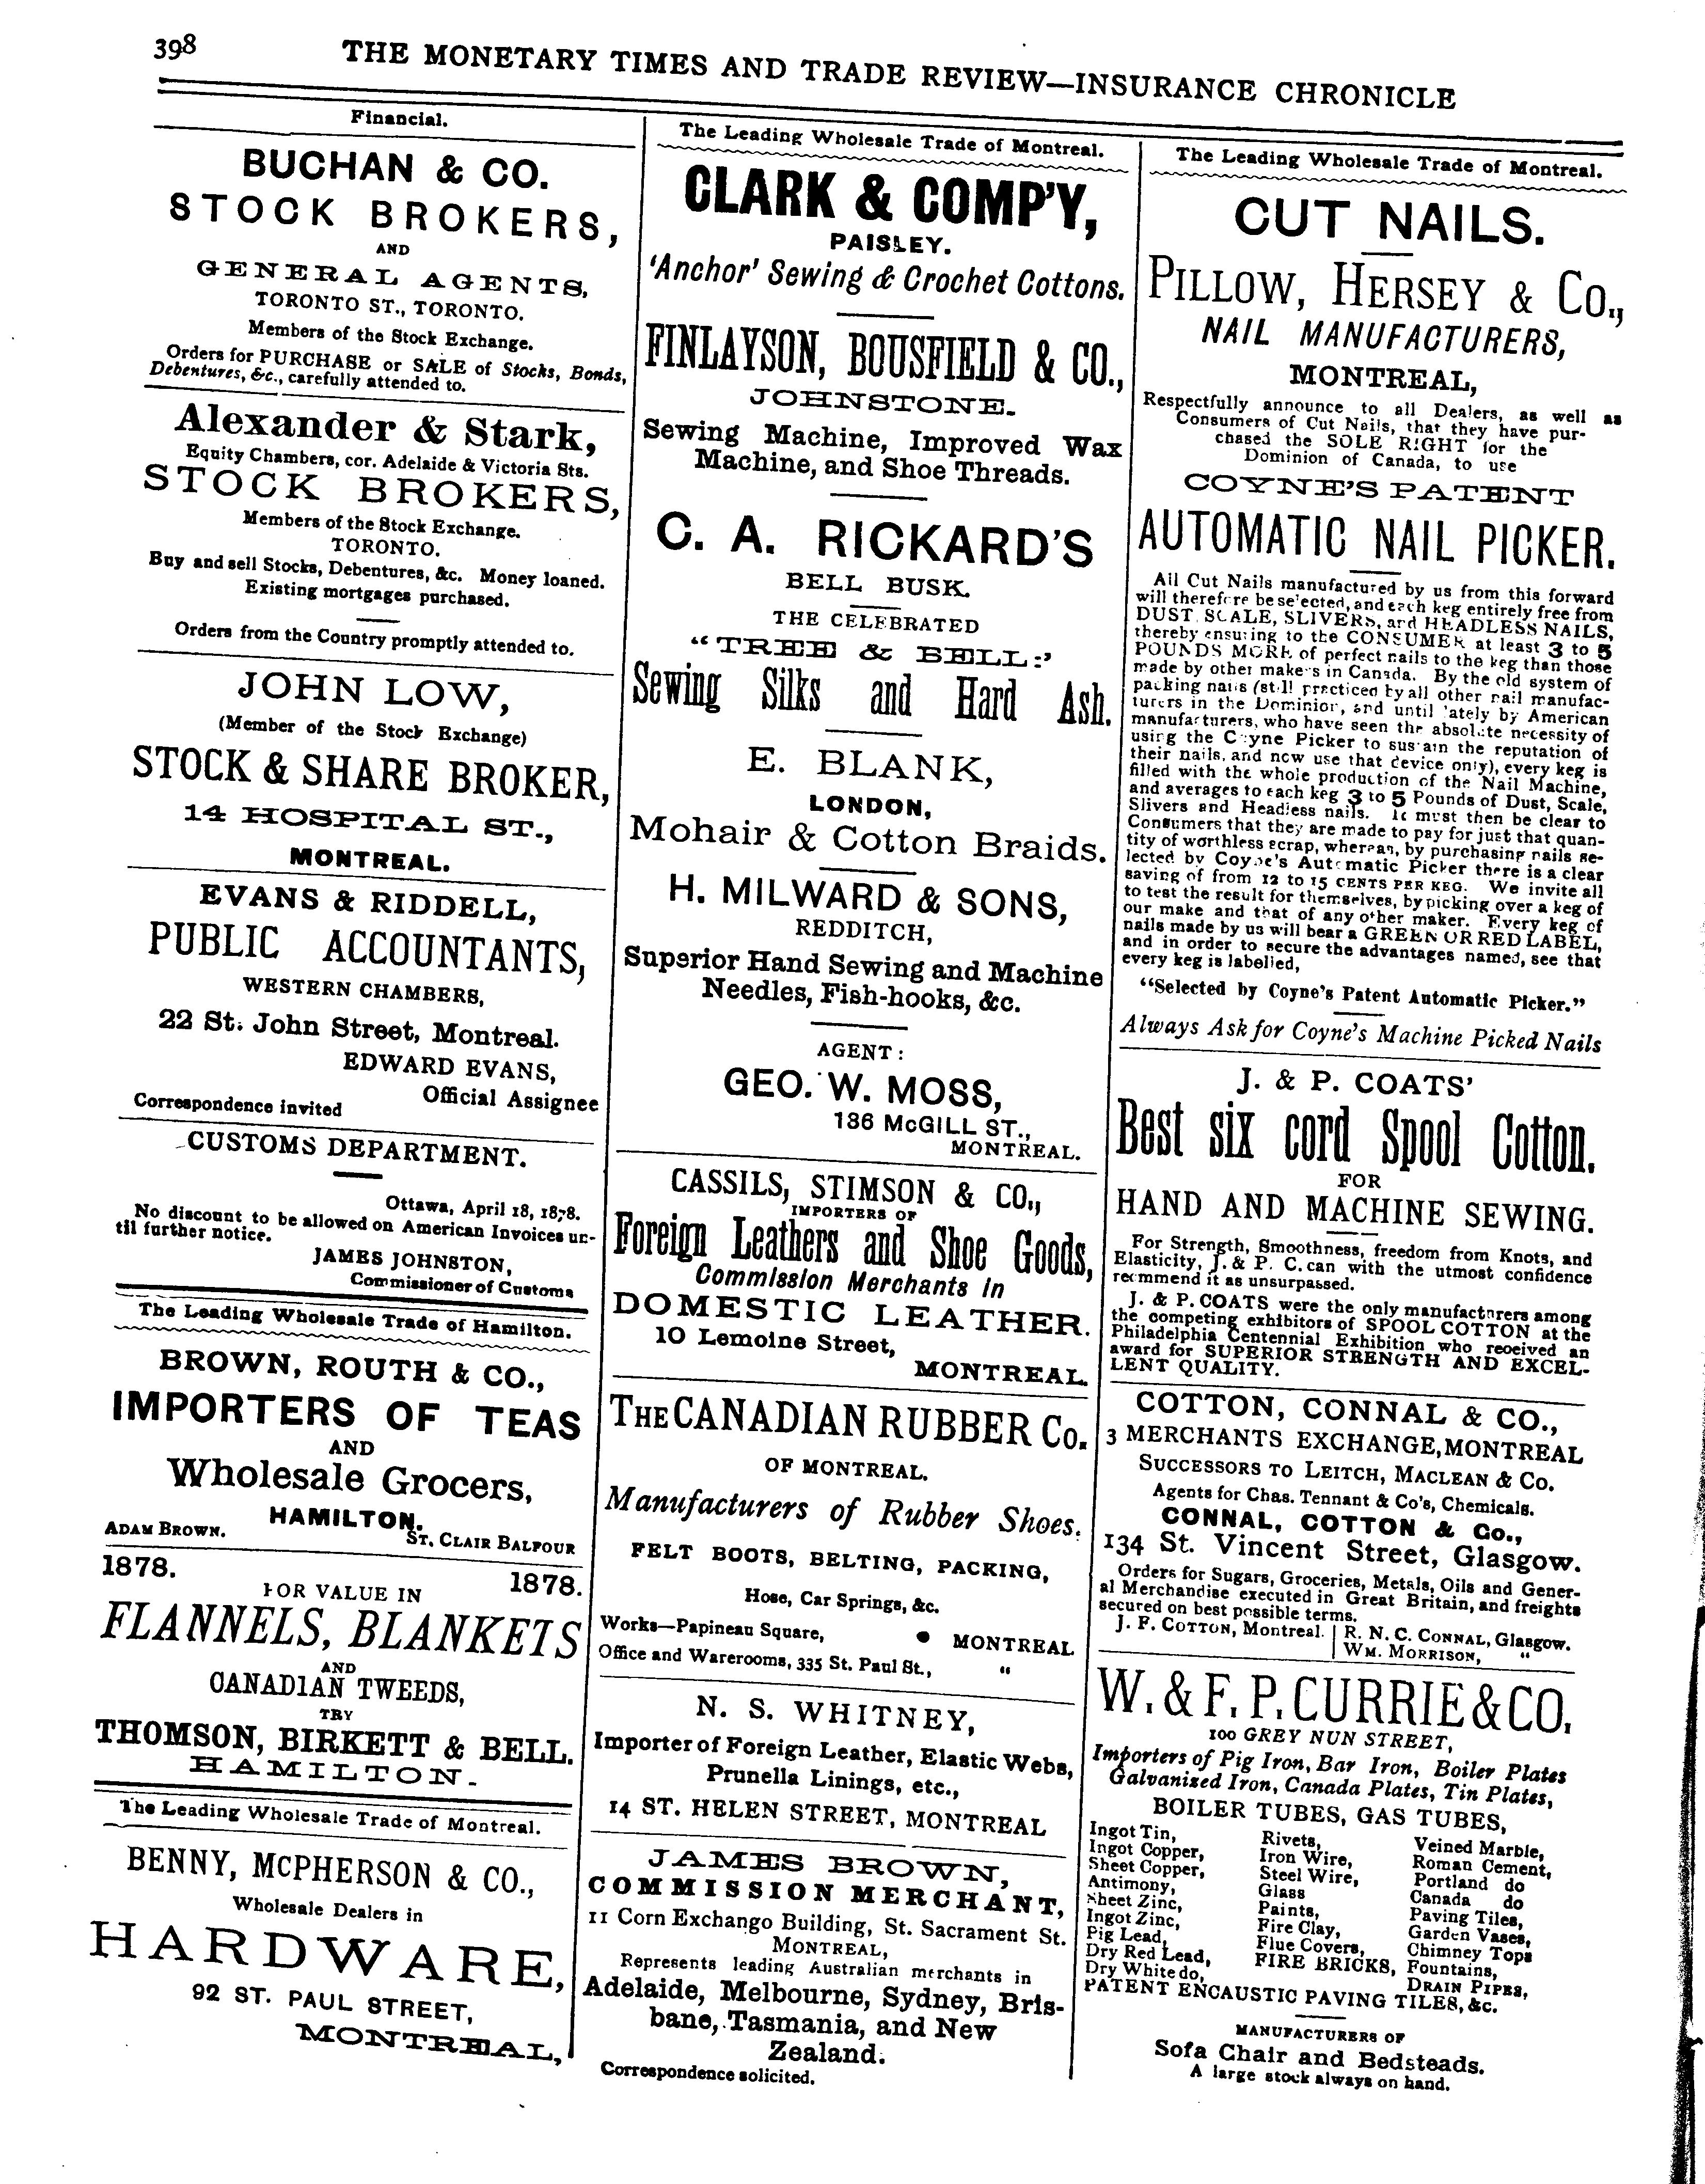 398
THE MONETARY TIMES AND TRADE REVIEW—INSURANCE CHRONICLE
Financial.
BUCHAN & CO.
STOCK BROKERS,
AND
GENERAL AGENTS,
TORONTO ST., TORONTO.
Members of the Stock Exchange.
Orders for PURCHASE or SALE of Stocks, Bonds,
Debentures, &c., carefully attended to.
Alexander & Stark,
Equity Chambers, cor. Adelaide & Victoria Sts.
STOCK BROKERS,
Members of the Stock Exchange.
TORONTO.
Buy and sell Stocks, Debentures, &c. Money loaned.
Existing mortgages purchased.
Orders from the Country promptly attended to.
JOHN LOW,
(Member of the Stock Exchange)
STOCK & SHARE BROKER,
14 HOSPITAL ST.,
MONTREAL.
EVANS & RIDDELL,
PUBLIC ACCOUNTANTS,
WESTERN CHAMBERS,
22 St. John Street, Montreal.
EDWARD EVANS,
Official Assignee
Correspondence invited
CUSTOMS DEPARTMENT.
Ottawa, April 18, 1878.
No discount to be allowed on American Invoices un-
til further notice.
JAMES JOHNSTON,
Commissioner of Customs
The Leading Wholesale Trade of Hamilton.
BROWN, ROUTH & CO.,
IMPORTERS OF TEAS
AND
Wholesale Grocers,
HAMILTON.
ADAM BROWN. ST. CLAIR BALFOUR
1878. 1878.
FOR VALUE IN
FLANNELS, BLANKETS
AND
CANADIAN TWEEDS,
TRY
THOMSON, BIRKETT & BELL.
HAMILTON.
The Leading Wholesale Trade of Montreal.
BENNY, MCPHERSON & CO.,
Wholesale Dealers in
HARDWARE,
92 ST. PAUL STREET,
MONTREAL,
The Leading Wholesale Trade of Montreal.
CLARK & COMP'Y,
PAISLEY.
'Anchor' Sewing & Crochet Cottons.
FINLAYSON, BOUSFIELD & CO.,
JOHNSTONE.
Sewing Machine, Improved Wax
Machine, and Shoe Threads.
C. A. RICKARD'S
BELL BUSK.
THE CELEBRATED
"TREE & BELL:'
Sewing Silks and Hard Ash.
E. BLANK,
LONDON,
Mohair & Cotton Braids.
H. MILWARD & SONS,
REDDITCH,
Superior Hand Sewing and Machine
Needles, Fish-hooks, &c.
AGENT:
GEO. W. MOSS,
136 McGILL ST.,
MONTREAL.
CASSILS, STIMSON & CO.,
IMPORTERS OF
Foreign Leathers and Shoe Goods,
Commission Merchants in
DOMESTIC LEATHER.
10 Lemoine Street,
MONTREAL.
THE CANADIAN RUBBER CO.
OF MONTREAL.
Manufacturers of Rubber Shoes.
FELT BOOTS, BELTING, PACKING,
Hose, Car Springs, &c.
Works—Papineau Square, MONTREAL
Office and Warerooms, 335 St. Paul St., "
N. S. WHITNEY,
Importer of Foreign Leather, Elastic Webs,
Prunella Linings, etc.,
14 ST. HELEN STREET, MONTREAL
JAMES BROWN,
COMMISSION MERCHANT,
11 Corn Exchange Building, St. Sacrament St.
MONTREAL,
Represents leading Australian merchants in
Adelaide, Melbourne, Sydney, Bris-
bane, Tasmania, and New
Zealand.
Correspondence solicited.
The Leading Wholesale Trade of Montreal.
CUT NAILS.
PILLOW, HERSEY & Co.,
NAIL MANUFACTURERS,
MONTREAL,
Respectfully announce to all Dealers, as well as
Consumers of Cut Nails, that they have pur-
chased the SOLE RIGHT for the
Dominion of Canada, to use
COYNE'S PATENT
AUTOMATIC NAIL PICKER.
All Cut Nails manufactured by us from this forward
will therefore be selected, and each keg entirely free from
DUST SCALE, SLIVERS, and HEADLESS NAILS,
thereby ensuring to the CONSUMER at least 3 to 5
POUNDS MORE of perfect nails to the keg than those
made by other makers in Canada. By the old system of
packing nails (still practiced by all other nail manufac-
turers in the Dominion, and until lately by American
manufacturers, who have seen the absolute necessity of
using the Coyne Picker to sustain the reputation of
their nails, and now use that device only), every keg is
filled with the whole production of the Nail Machine,
and averages to each keg 3 to 5 Pounds of Dust, Scale,
Slivers and Headless nails. It must then be clear to
Consumers that they are made to pay for just that quan-
tity of worthless scrap, whereas, by purchasing nails se-
lected by Coyne's Automatic Picker there is a clear
saving of from 12 to 15 CENTS PER KEG. We invite all
to test the result for themselves, by picking over a keg of
our make and that of any other maker. Every keg of
nails made by us will bear a GREEN OR RED LABEL,
and in order to secure the advantages named, see that
every keg is labelled,
"Selected by Coyne's Patent Automatic Picker."
Always Ask for Coyne's Machine Picked Nails
J. & P. COATS'
Best six cord Spool Cotton.
FOR
HAND AND MACHINE SEWING.
For Strength, Smoothness, freedom from Knots, and
Elasticity, J. & P. C. can with the utmost confidence
recmmend it as unsurpassed.
J. & P. COATS were the only manufacturers among
the competing exhibitors of SPOOL COTTON at the
Philadelphia Centennial Exhibition who received an
award for SUPERIOR STRENGTH AND EXCEL-
LENT QUALITY.
COTTON, CONNAL & CO.,
3 MERCHANTS EXCHANGE, MONTREAL
SUCCESSORS TO LEITCH, MACLEAN & CO.
Agents for Chas. Tennant & Co's, Chemicals.
CONNAL, COTTON & Co.,
134 St. Vincent Street, Glasgow.
Orders for Sugars, Groceries, Metals, Oils and Gener-
al Merchandise executed in Great Britain, and freights
secured on best possible terms.
J. F. COTTON, Montreal. R. N. C. CONNAL, Glasgow.
WM. MORRISON, "
W. & F. P. CURRIE & CO.
100 GREY NUN STREET,
Importers of Pig Iron, Bar Iron, Boiler Plates
Galvanized Iron, Canada Plates, Tin Plates,
BOILER TUBES, GAS TUBES,
Ingot Tin, Rivets, Veined Marble,
Ingot Copper, Iron Wire, Roman Cement,
Sheet Copper, Steel Wire, Portland do
Antimony, Glass Canada do
Sheet Zinc, Paints, Paving Tiles,
Ingot Zinc, Fire Clay, Garden Vases,
Pig Lead, Flue Covers, Chimney Tops
Dry Red Lead, FIRE BRICKS, Fountains,
Dry White do, DRAIN PIPES,
PATENT ENCAUSTIC PAVING TILES, &c.
MANUFACTURERS OF
Sofa Chair and Bedsteads.
A large stock always on hand.